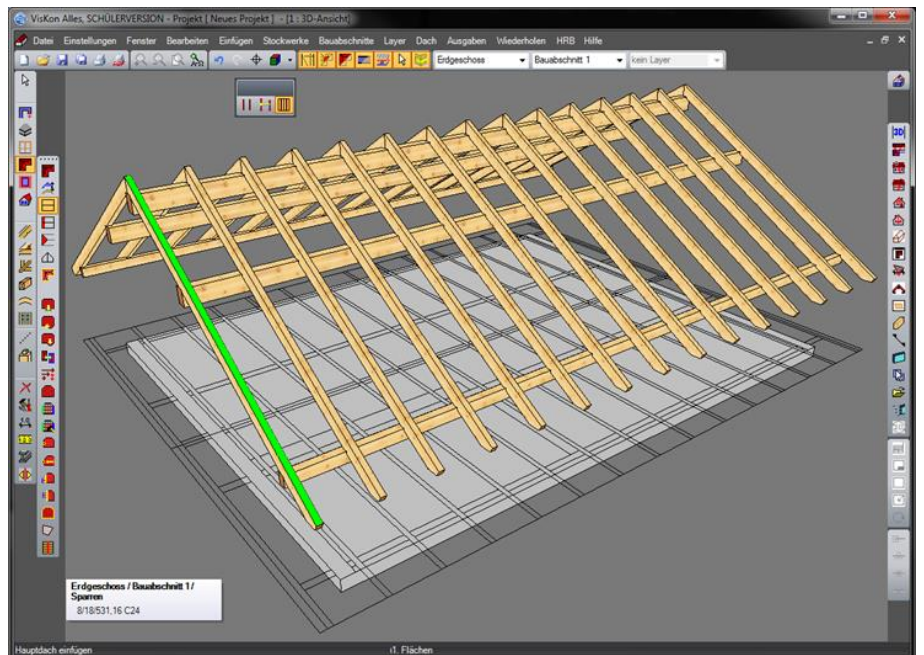 VisKon Alles, SCHÜLERVERSION - Projekt [ Neues Projekt ] - [1 : 3D-Ansicht]
Datei Einstellungen Fenster Bearbeiten Einfügen Stockwerke Bauabschnitte Layer Dach Ausgaben Wiederholen HRB Hilfe
Erdgeschoss Bauabschnitt 1 kein Layer
3D
Erdgeschoss / Bauabschnitt 1 /
Sparren
8/18/531,16 C24
Hauptdach einfügen 1. Flächen